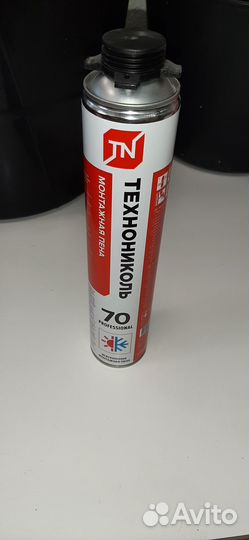 TN
МОНТАЖНАЯ ПЕНА
ТЕХНОНИКОЛЬ
70
PROFESSIONAL
Avito